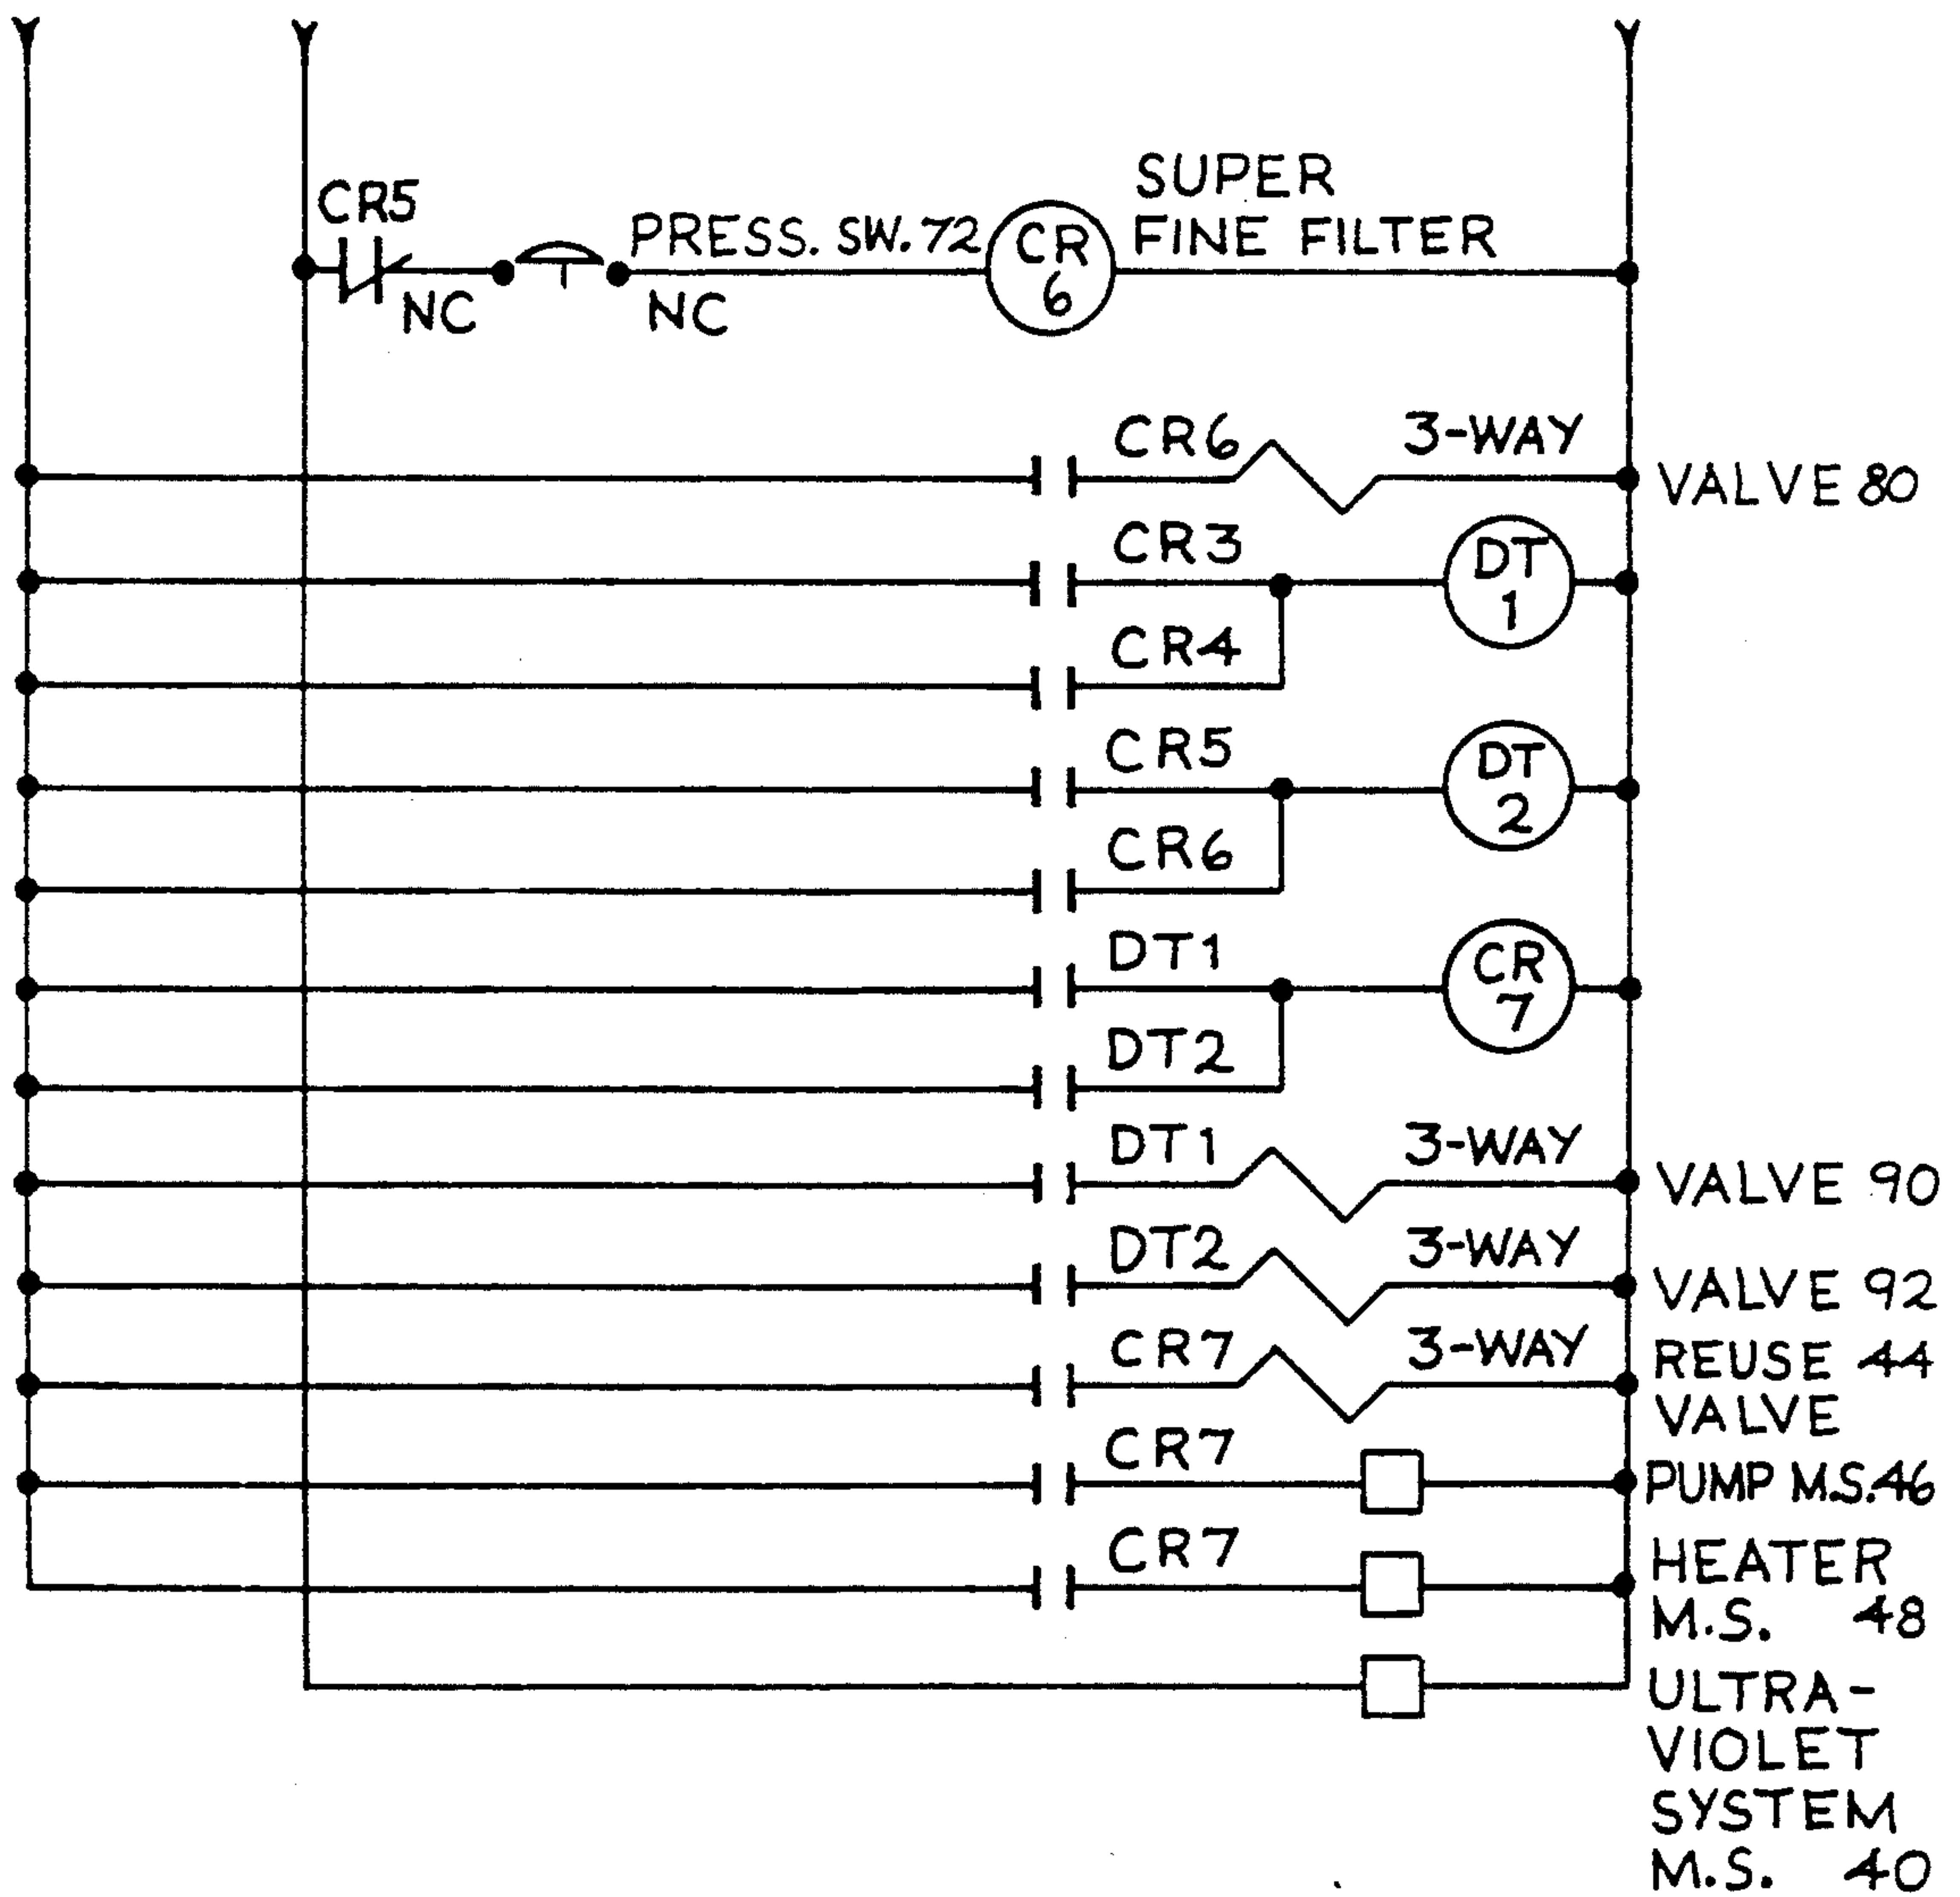 SUPER
CR5
PRESS. SW. 72
CR
6
FINE FILTER
NC
NC
CR6
3-WAY
VALVE 80
CR3
DT
1
CR4
CR5
DT
2
CR6
DT1
CR
7
DT2
DT1
3-WAY
VALVE 90
DT2
3-WAY
VALVE 92
CR7
3-WAY
REUSE 44
VALVE
CR7
PUMP M.S. 46
CR7
HEATER
M.S. 48
ULTRA-
VIOLET
SYSTEM
M.S. 40